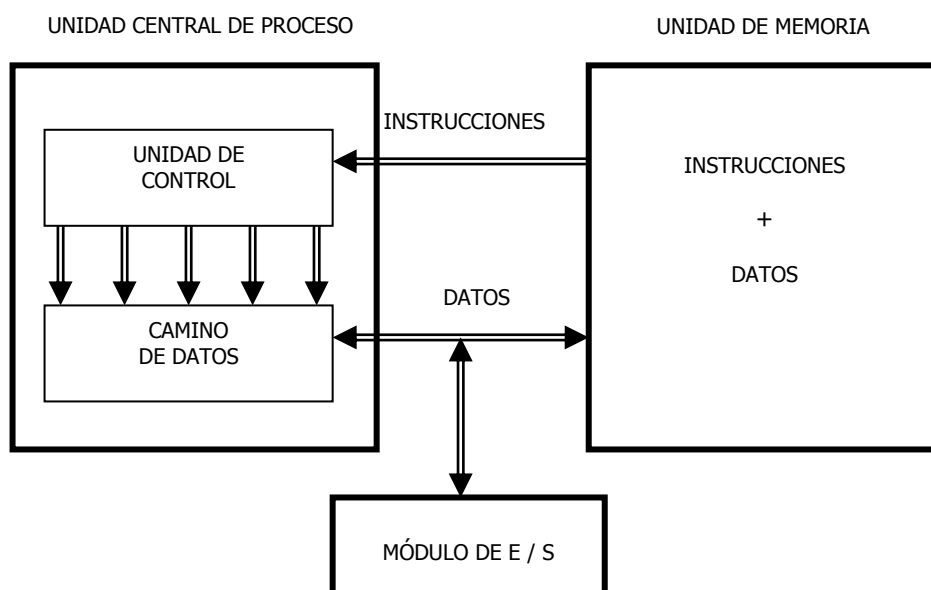 UNIDAD CENTRAL DE PROCESO
UNIDAD DE MEMORIA
INSTRUCCIONES
UNIDAD DE
CONTROL
INSTRUCCIONES
+
DATOS
DATOS
CAMINO
DE DATOS
MÓDULO DE E / S